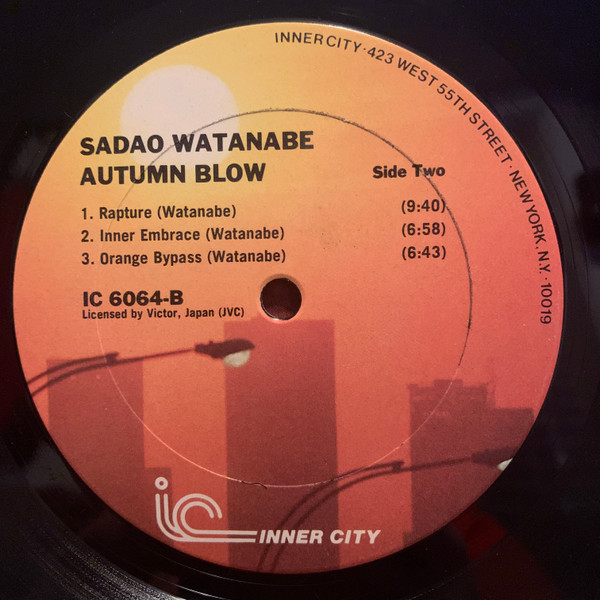 INNER CITY · 423 WEST 55TH STREET · NEW YORK, N.Y. · 10019
SADAO WATANABE
AUTUMN BLOW
Side Two
1. Rapture (Watanabe) (9:40)
2. Inner Embrace (Watanabe) (6:58)
3. Orange Bypass (Watanabe) (6:43)
IC 6064-B
Licensed by Victor, Japan (JVC)
ic
INNER CITY